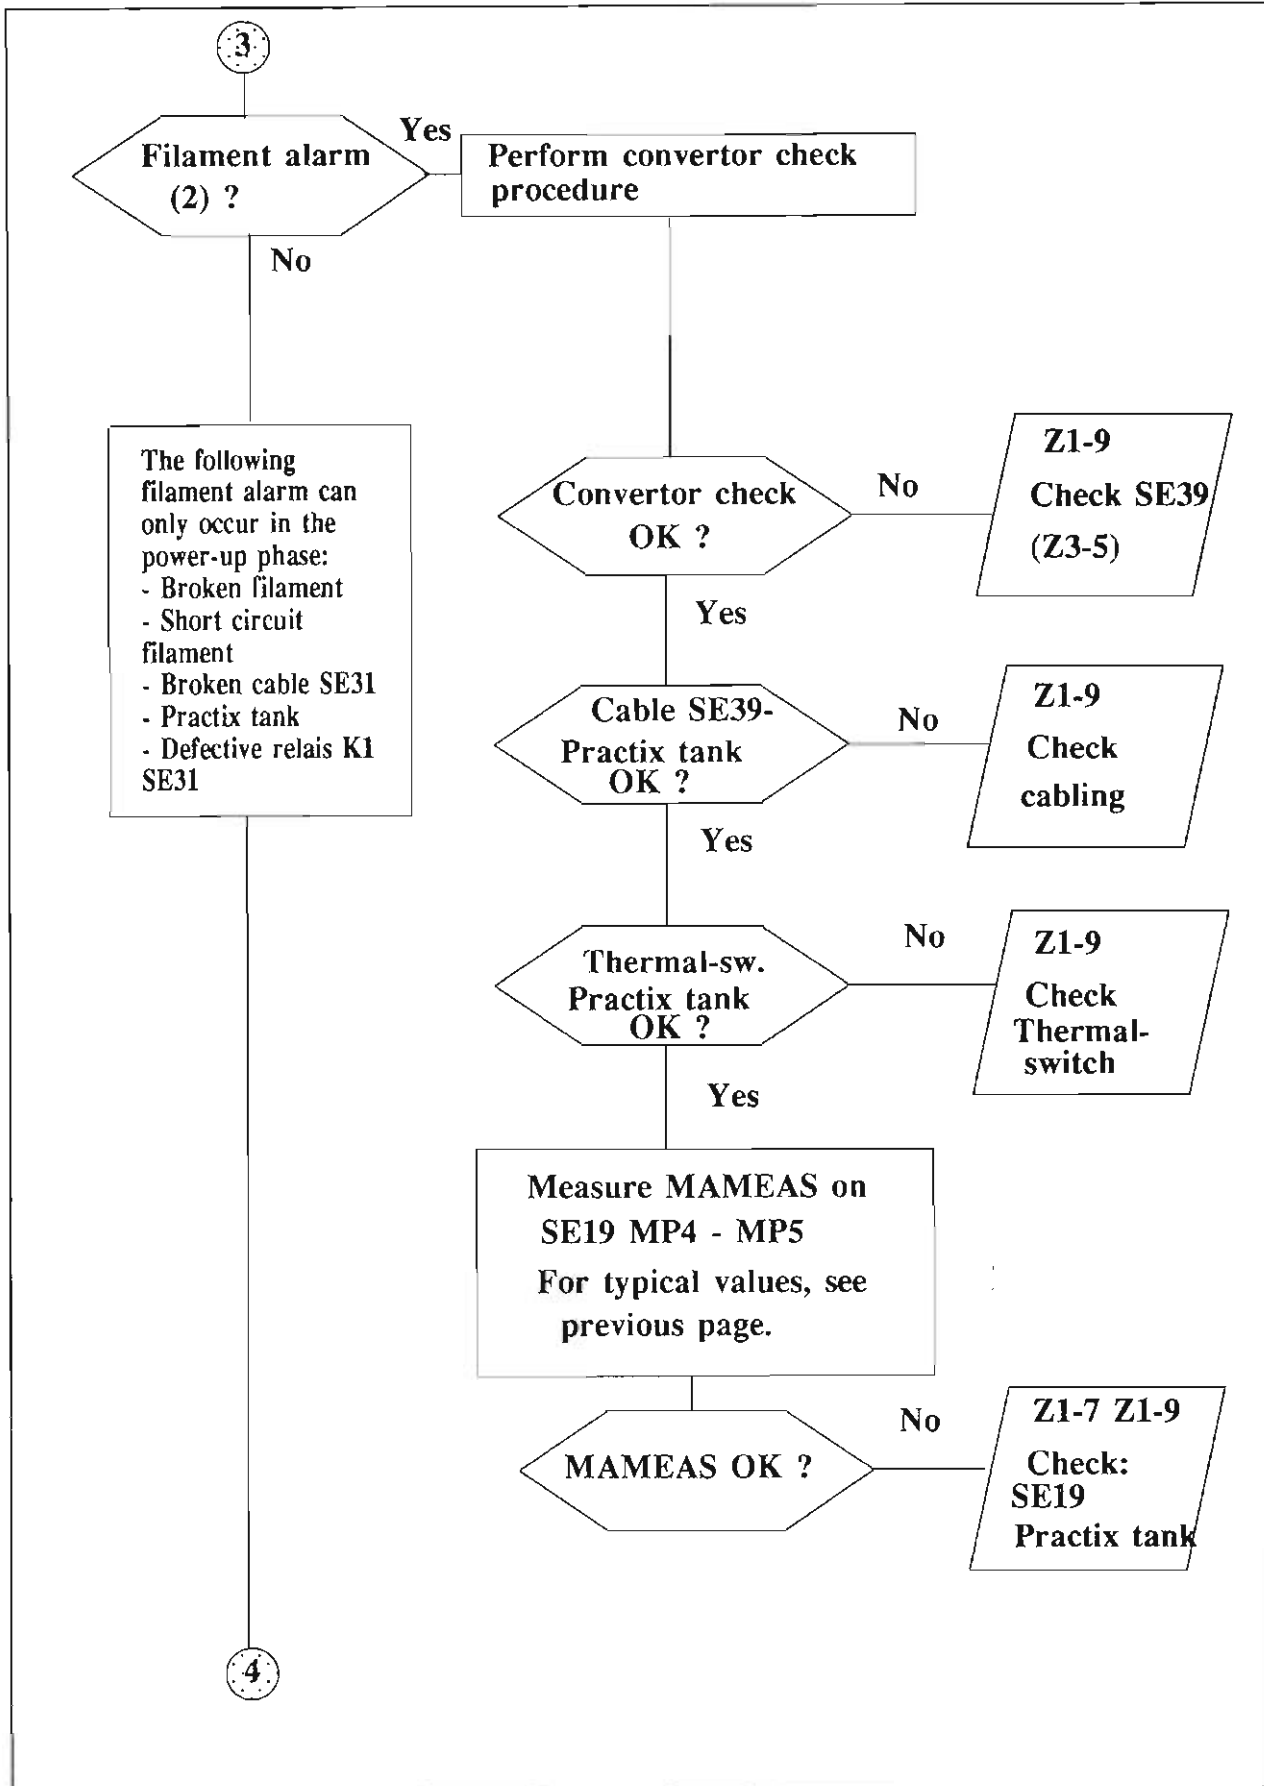 3
Filament alarm
(2) ?
Yes
Perform convertor check
procedure
No
The following
filament alarm can
only occur in the
power-up phase:
- Broken filament
- Short circuit
filament
- Broken cable SE31
- Practix tank
- Defective relais K1
SE31
Convertor check
OK ?
No
Z1-9
Check SE39
(Z3-5)
Yes
Cable SE39-
Practix tank
OK ?
No
Z1-9
Check
cabling
Yes
Thermal-sw.
Practix tank
OK ?
No
Z1-9
Check
Thermal-
switch
Yes
Measure MAMEAS on
SE19 MP4 - MP5
For typical values, see
previous page.
MAMEAS OK ?
No
Z1-7 Z1-9
Check:
SE19
Practix tank
4